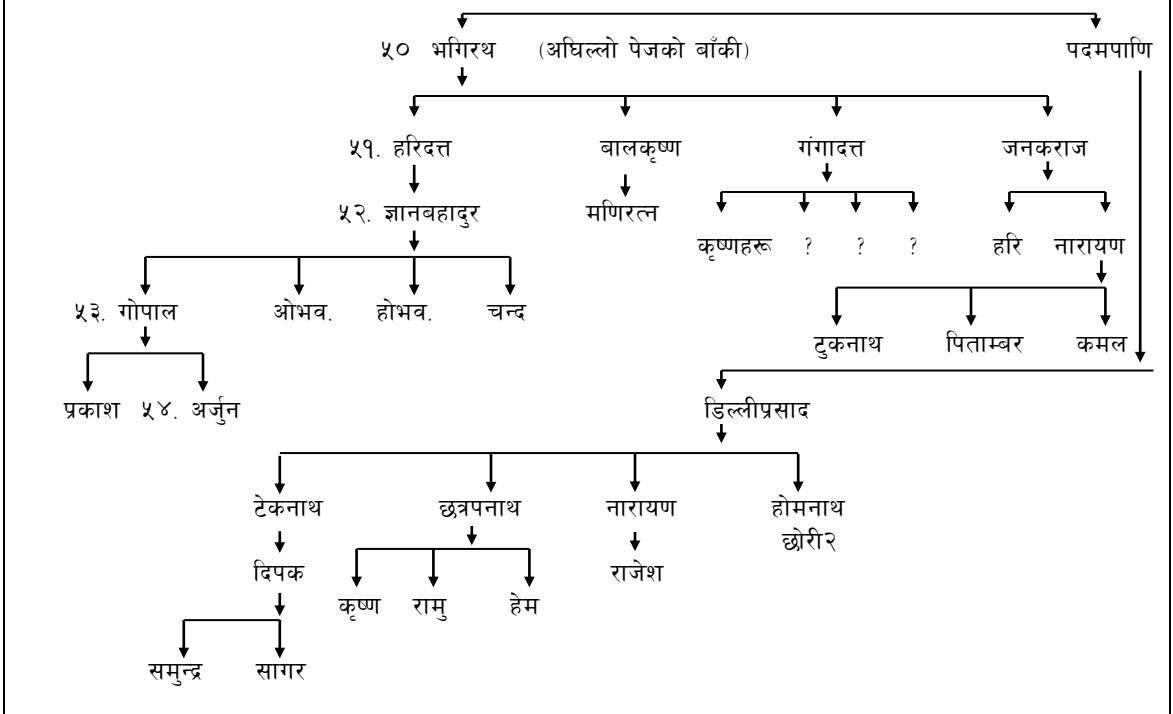 ५० भगिरथ (अघिल्लो पेजको बाँकी) पदमपाणि
५१. हरिदत्त बालकृष्ण गंगादत्त जनकराज
५२. ज्ञानबहादुर मणिरत्न
कृष्णहरू ? ? ? हरि नारायण
५३. गोपाल ओभव. होभव. चन्द
टुकनाथ पिताम्बर कमल
प्रकाश ५४. अर्जुन डिल्लीप्रसाद
टेकनाथ छत्रपनाथ नारायण होमनाथ
छोरी२
दिपक राजेश
कृष्ण रामु हेम
समुन्द्र सागर